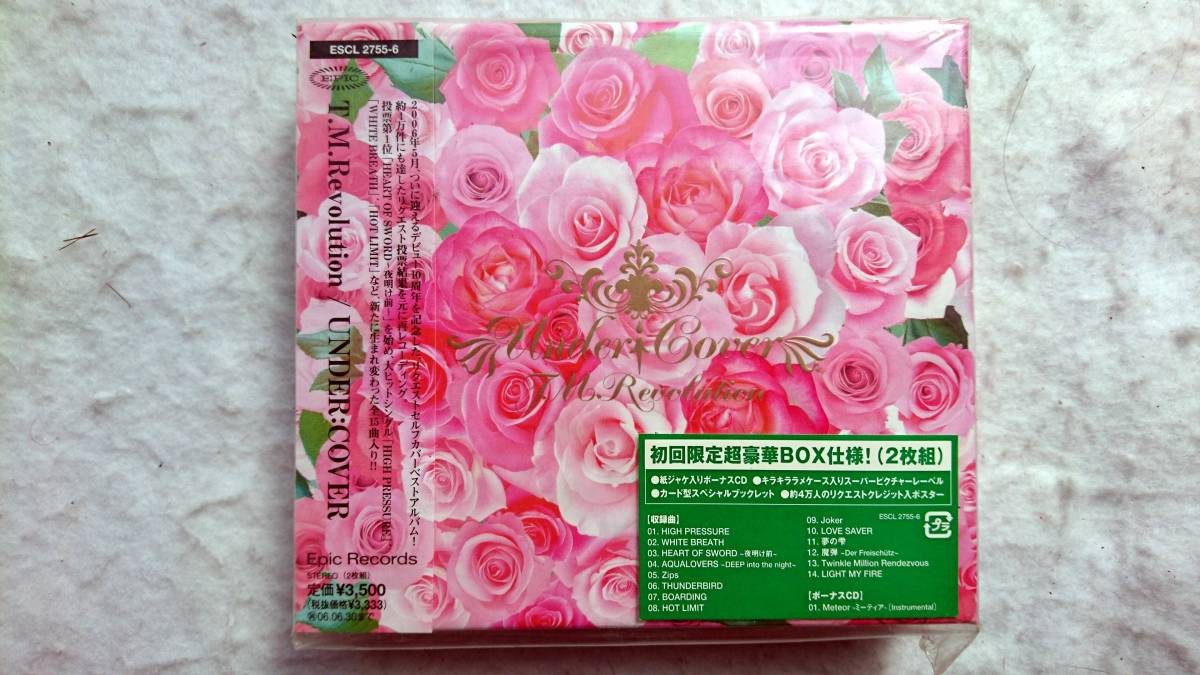 ESCL 2755-6
EPIC
T.M.Revolution / UNDER:COVER
2006年5月、ついに迎えるデビュー10周年を記念した、リクエストセルフカバーベストアルバム!
約1万件にも達したリクエスト投票結果を元に再レコーディング
投票第1位「HEART OF SWORD~夜明け前~」を始め、大ヒットシングル「HIGH PRESSURE」
「WHITE BREATH」、「HOT LIMIT」など、新たに生まれ変わった全15曲入り!!
Epic Records
STEREO (2枚組)
定価¥3,500
(税抜価格¥3,333)
06.06.30まで
Under:Cover
T.M.Revolution
初回限定超豪華BOX仕様!(2枚組)
●紙ジャケ入りボーナスCD ●キラキララメケース入りスーパーピクチャーレーベル
●カード型スペシャルブックレット ●約4万人のリクエストクレジット入ポスター
【収録曲】
01. HIGH PRESSURE
02. WHITE BREATH
03. HEART OF SWORD ~夜明け前~
04. AQUALOVERS ~DEEP into the night~
05. Zips
06. THUNDERBIRD
07. BOARDING
08. HOT LIMIT
09. Joker
10. LOVE SAVER
11. 夢の雫
12. 魔弾 ~Der Freischütz~
13. Twinkle Million Rendezvous
14. LIGHT MY FIRE
【ボーナスCD】
01. Meteor -ミーティア- [Instrumental]
ESCL 2755-6
プラ